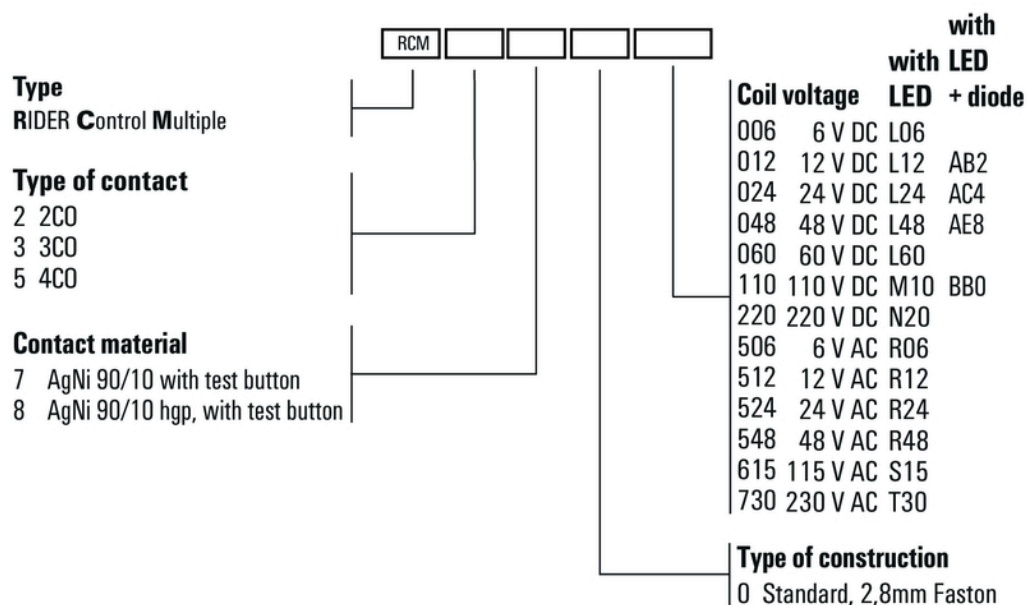 RCM
Type
RIDER Control Multiple
Type of contact
2 2CO
3 3CO
5 4CO
Contact material
7 AgNi 90/10 with test button
8 AgNi 90/10 hgp, with test button
with
with LED
Coil voltage LED + diode
006 6 V DC L06
012 12 V DC L12 AB2
024 24 V DC L24 AC4
048 48 V DC L48 AE8
060 60 V DC L60
110 110 V DC M10 BB0
220 220 V DC N20
506 6 V AC R06
512 12 V AC R12
524 24 V AC R24
548 48 V AC R48
615 115 V AC S15
730 230 V AC T30
Type of construction
0 Standard, 2,8mm Faston